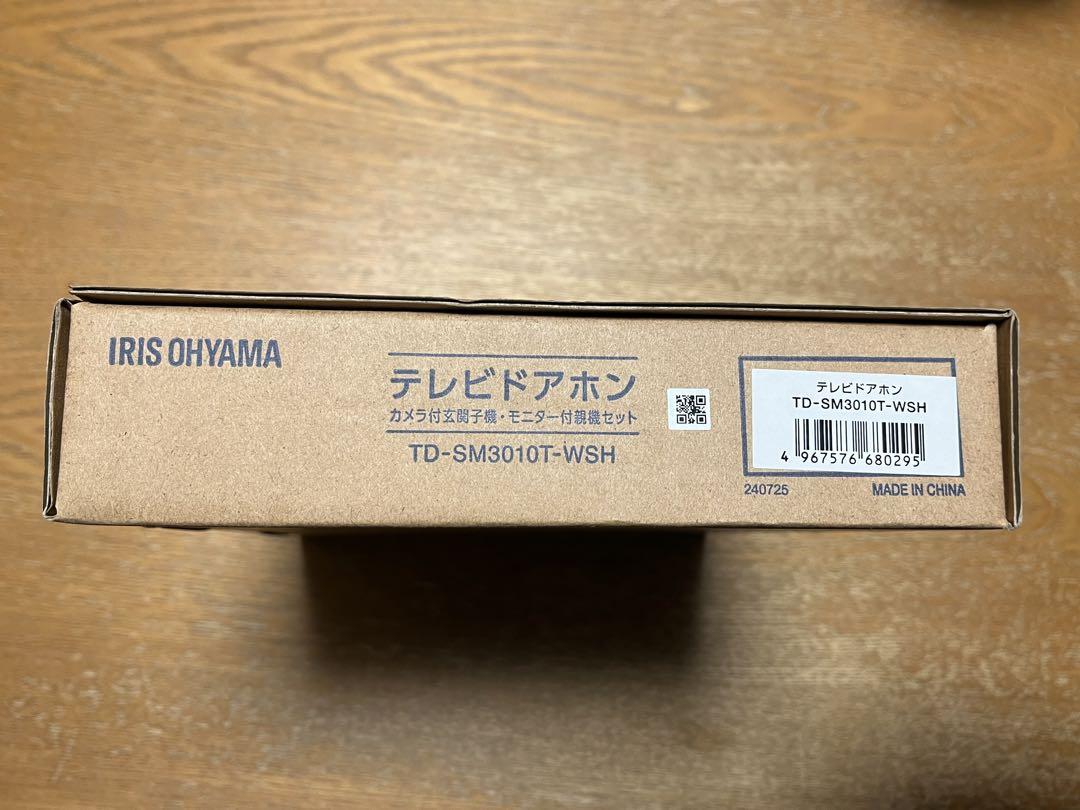 IRIS OHYAMA
テレビドアホン
カメラ付玄関子機・モニター付親機セット
TD-SM3010T-WSH
テレビドアホン
TD-SM3010T-WSH
4 967576 680295
240725 MADE IN CHINA